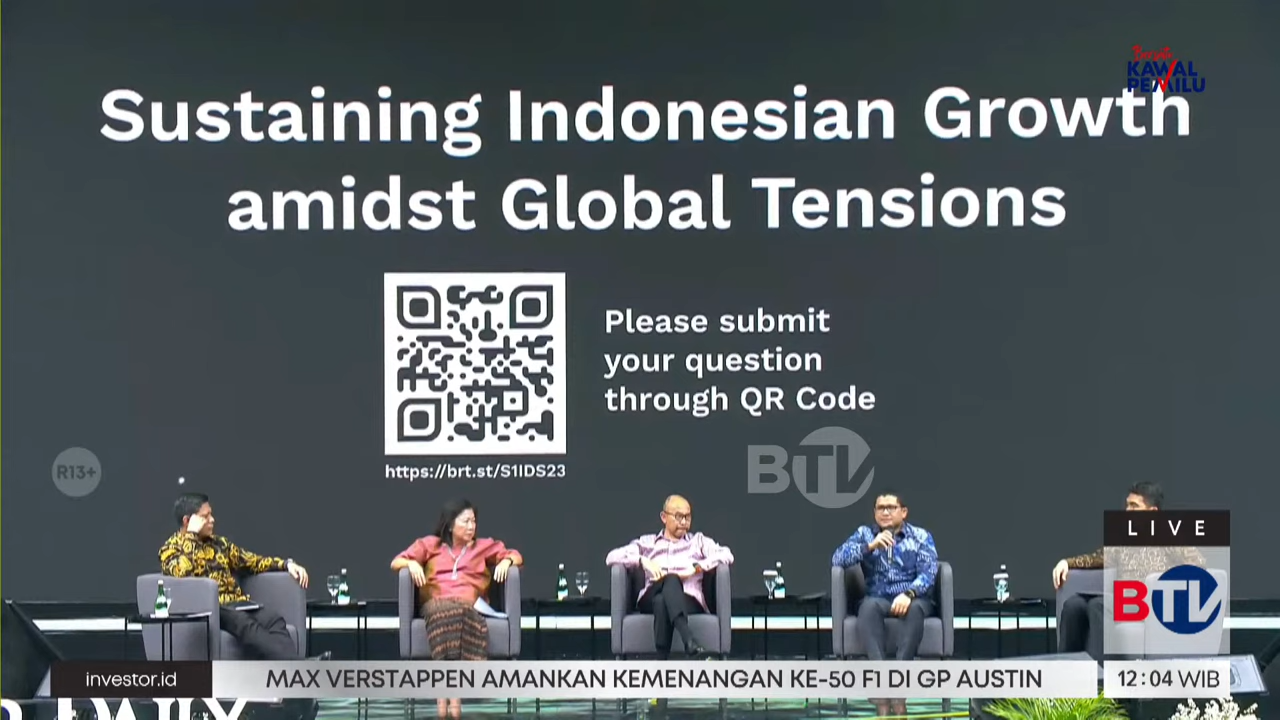 Bersatu
KAWAL
PEMILU
Sustaining Indonesian Growth
amidst Global Tensions
Please submit
your question
through QR Code
https://brt.st/S1IDS23
R13+
BTV
LIVE
BTV
investor.id
MAX VERSTAPPEN AMANKAN KEMENANGAN KE-50 F1 DI GP AUSTIN
12:04 WIB
DAILY